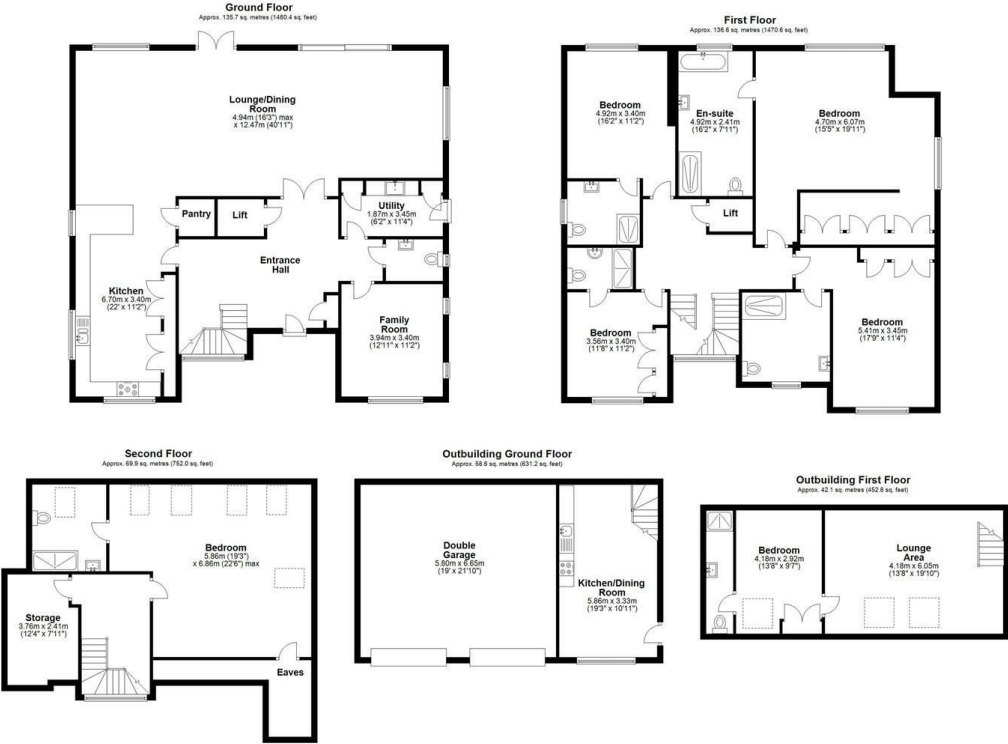 Ground Floor
Approx. 135.7 sq. metres (1460.4 sq. feet)
Lounge/Dining
Room
4.94m (16'3") max
x 12.47m (40'11")
Pantry
Lift
Utility
1.87m x 3.45m
(6'2" x 11'4")
Entrance
Hall
Kitchen
6.70m x 3.40m
(22' x 11'2")
Family
Room
3.94m x 3.40m
(12'11" x 11'2")
First Floor
Approx. 136.6 sq. metres (1470.6 sq. feet)
Bedroom
4.92m x 3.40m
(16'2" x 11'2")
En-suite
4.92m x 2.41m
(16'2" x 7'11")
Bedroom
4.70m x 6.07m
(15'5" x 19'11")
Lift
Bedroom
3.56m x 3.40m
(11'8" x 11'2")
Bedroom
5.41m x 3.45m
(17'9" x 11'4")
Second Floor
Approx. 69.9 sq. metres (752.0 sq. feet)
Bedroom
5.86m (19'3")
x 6.86m (22'6") max
Storage
3.76m x 2.41m
(12'4" x 7'11")
Eaves
Outbuilding Ground Floor
Approx. 58.6 sq. metres (631.2 sq. feet)
Double
Garage
5.80m x 6.65m
(19' x 21'10")
Kitchen/Dining
Room
5.86m x 3.33m
(19'3" x 10'11")
Outbuilding First Floor
Approx. 42.1 sq. metres (452.8 sq. feet)
Bedroom
4.18m x 2.92m
(13'8" x 9'7")
Lounge
Area
4.18m x 6.05m
(13'8" x 19'10")